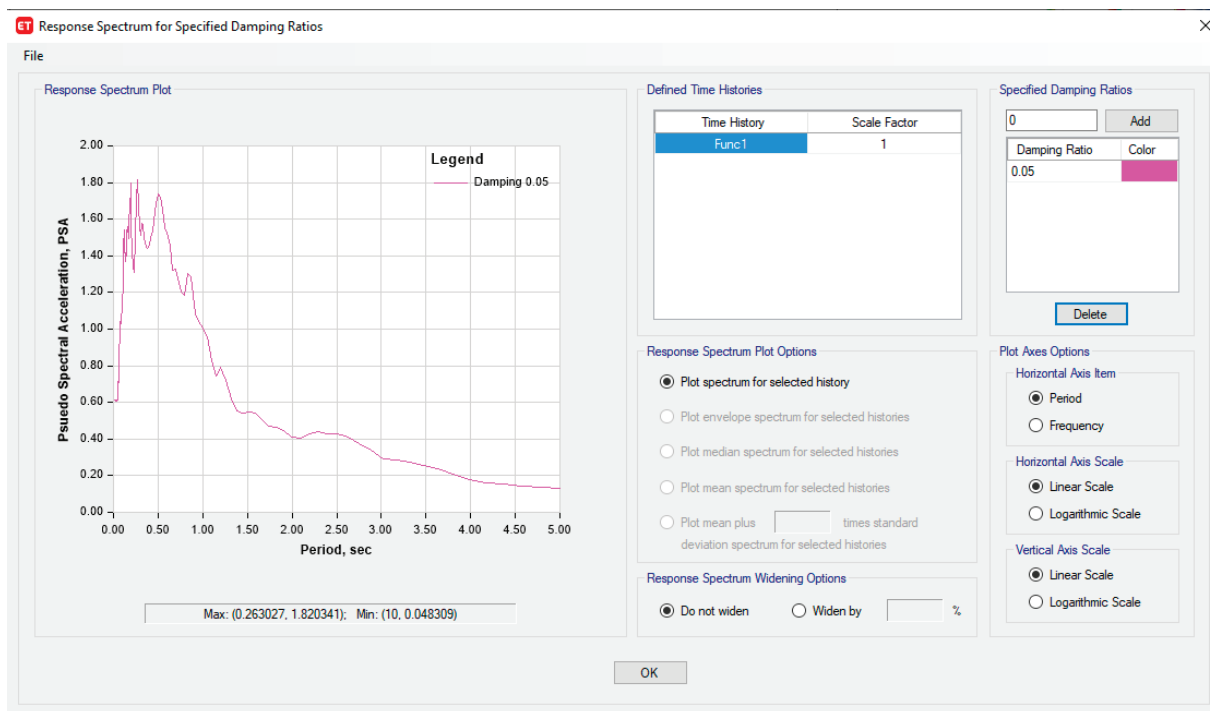 ET Response Spectrum for Specified Damping Ratios
File
Response Spectrum Plot
2.00
1.80
1.60
1.40
1.20
1.00
0.80
0.60
0.40
0.20
0.00
Psuedo Spectral Acceleration, PSA
Legend
Damping 0.05
0.00 0.50 1.00 1.50 2.00 2.50 3.00 3.50 4.00 4.50 5.00
Period, sec
Max: (0.263027, 1.820341); Min: (10, 0.048309)
Defined Time Histories
Time History Scale Factor
Func1 1
Specified Damping Ratios
0 Add
Damping Ratio Color
0.05
Delete
Response Spectrum Plot Options
Plot spectrum for selected history
Plot envelope spectrum for selected histories
Plot median spectrum for selected histories
Plot mean spectrum for selected histories
Plot mean plus times standard
deviation spectrum for selected histories
Response Spectrum Widening Options
Do not widen Widen by %
Plot Axes Options
Horizontal Axis Item
Period
Frequency
Horizontal Axis Scale
Linear Scale
Logarithmic Scale
Vertical Axis Scale
Linear Scale
Logarithmic Scale
OK